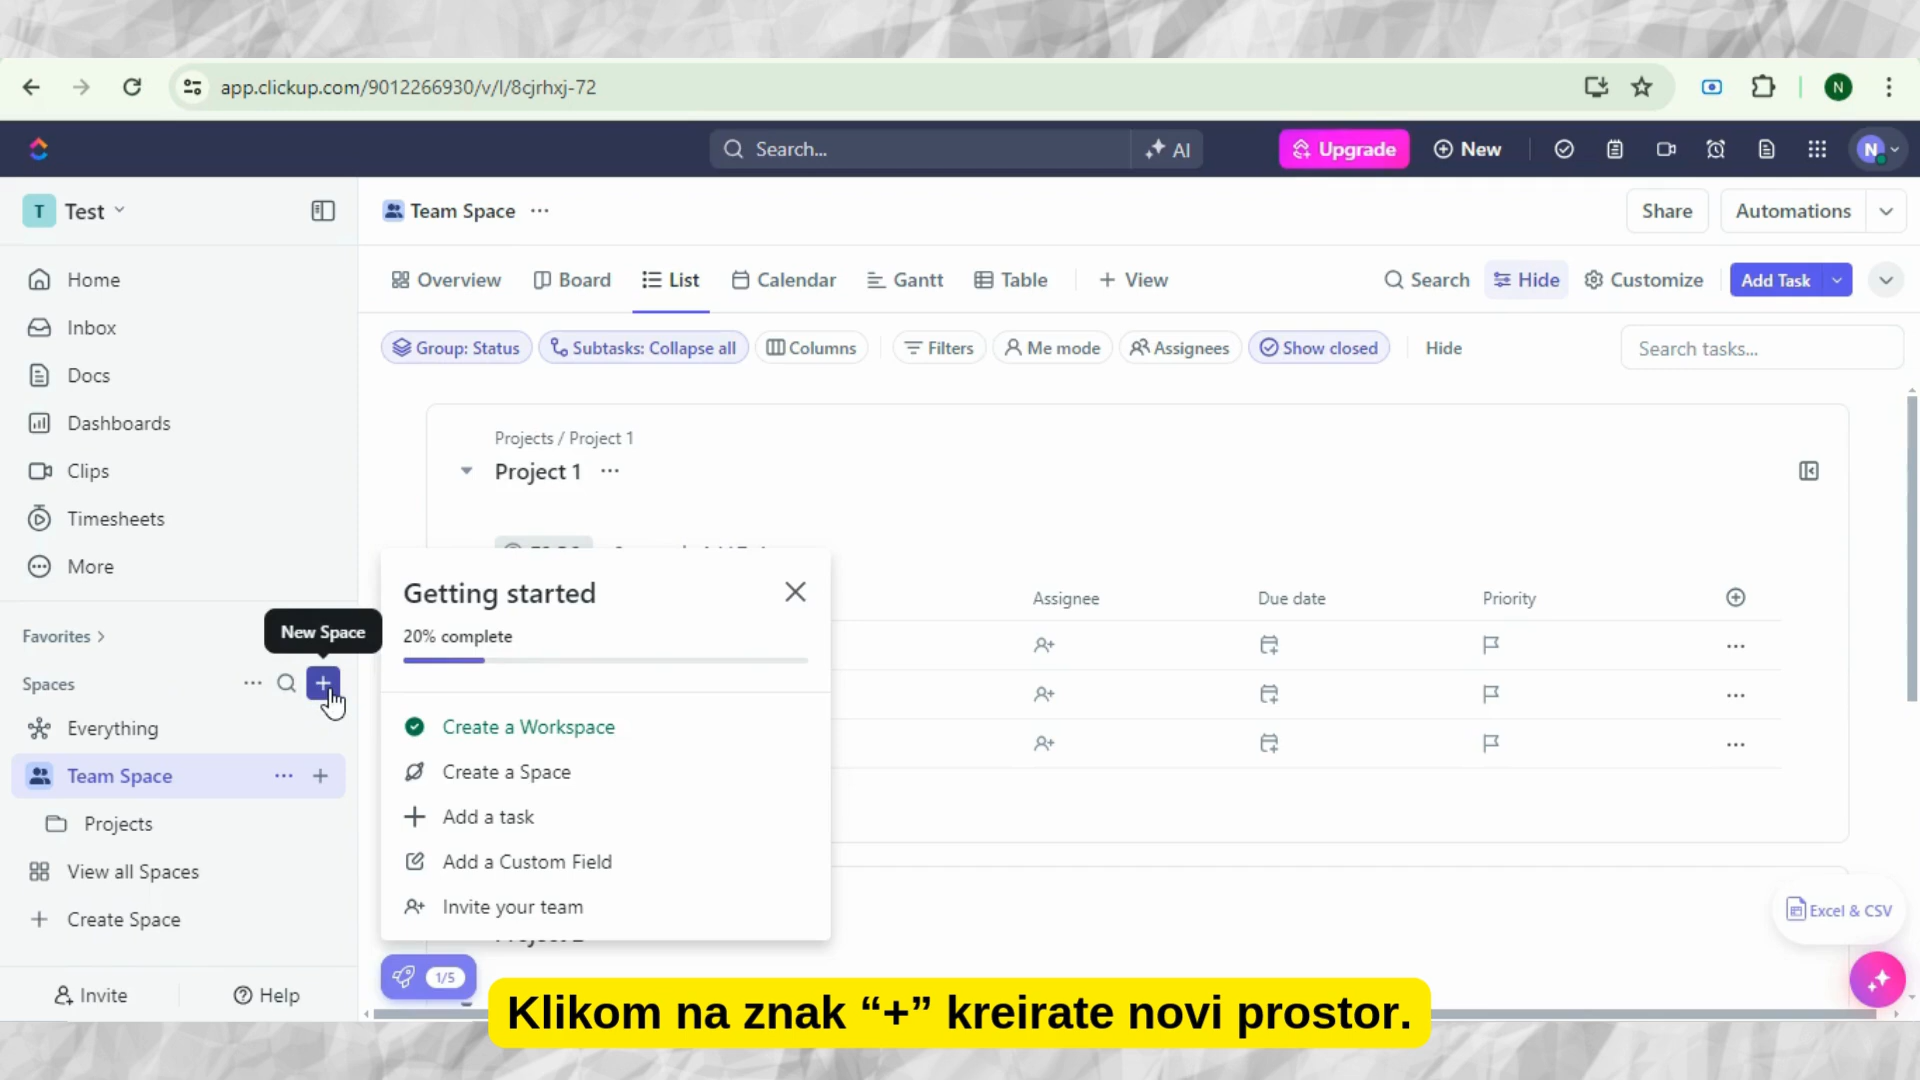 app.clickup.com/9012266930/v/l/8cjrhxj-72
N
Search...
AI
Upgrade
New
N
T
Test
Team Space
Share
Automations
Home
Inbox
Docs
Dashboards
Clips
Timesheets
More
Overview
Board
List
Calendar
Gantt
Table
View
Search
Hide
Customize
Add Task
Group: Status
Subtasks: Collapse all
Columns
Filters
Me mode
Assignees
Show closed
Hide
Search tasks...
Projects / Project 1
Project 1
Assignee
Due date
Priority
Favorites
New Space
Spaces
Everything
Team Space
Projects
View all Spaces
Create Space
Invite
Help
Getting started
20% complete
Create a Workspace
Create a Space
Add a task
Add a Custom Field
Invite your team
1/5
Excel & CSV
Klikom na znak “+” kreirate novi prostor.